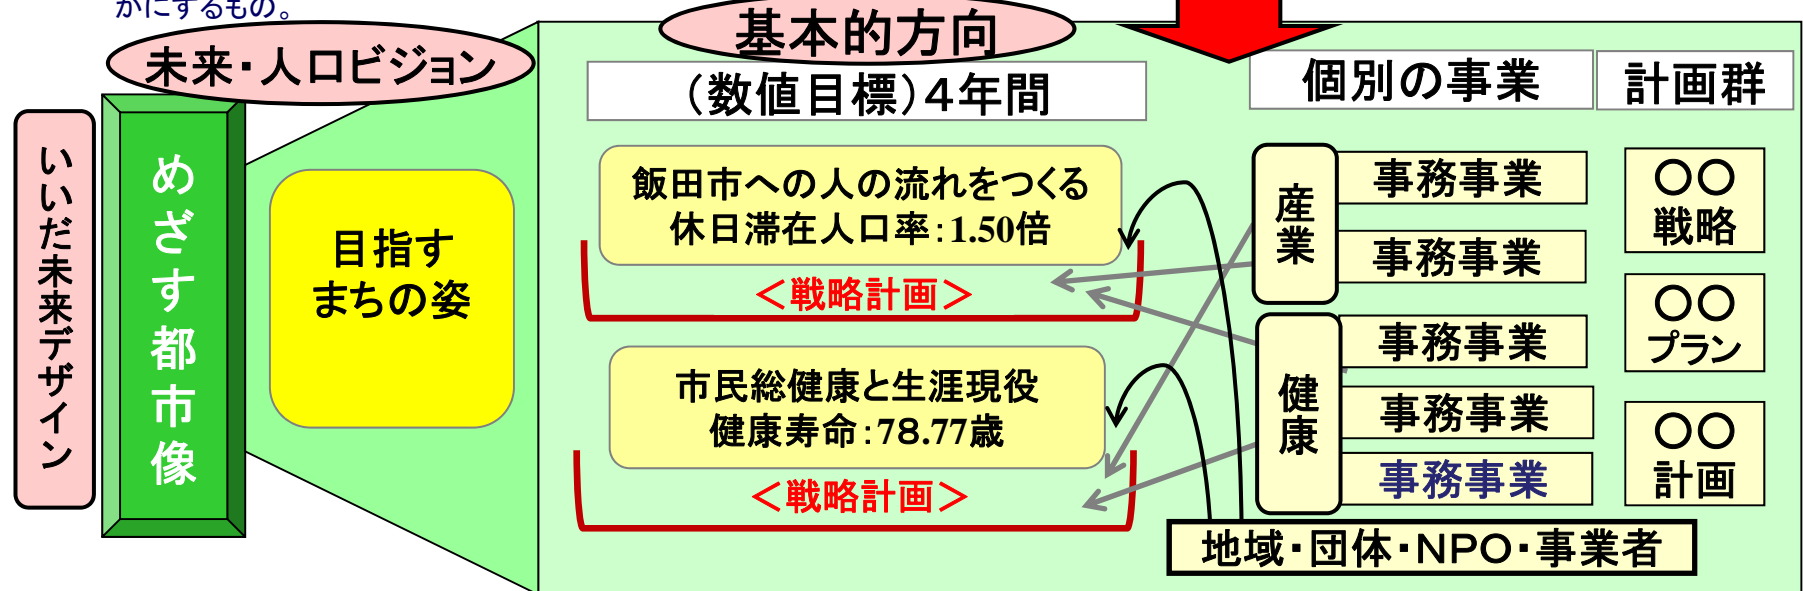 かにするもの。
未来・人口ビジョン
基本的方向
(数値目標)4年間
個別の事業
計画群
いいだ未来デザイン
めざす都市像
目指す
まちの姿
飯田市への人の流れをつくる
休日滞在人口率:1.50倍
<戦略計画>
市民総健康と生涯現役
健康寿命:78.77歳
<戦略計画>
産業
事務事業
事務事業
健康
事務事業
事務事業
事務事業
〇〇
戦略
〇〇
プラン
〇〇
計画
地域・団体・NPO・事業者